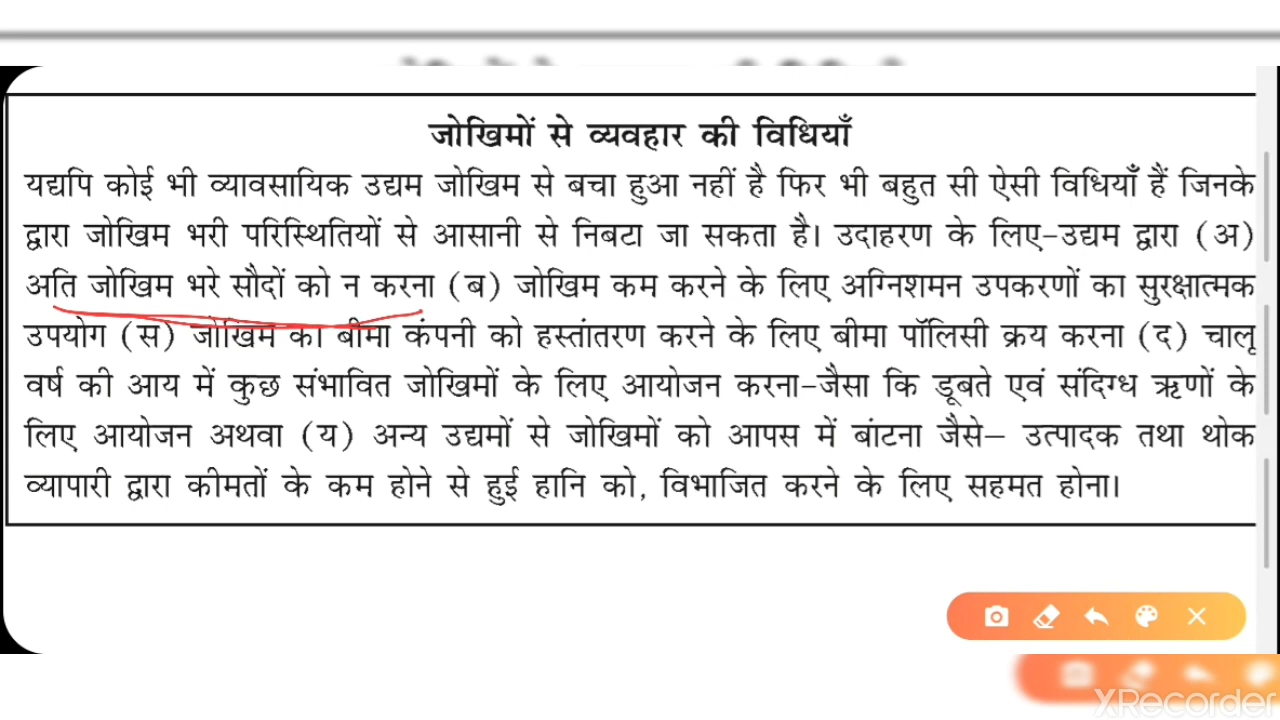 जोखिमों से व्यवहार की विधियाँ
यद्यपि कोई भी व्यावसायिक उद्यम जोखिम से बचा हुआ नहीं है फिर भी बहुत सी ऐसी विधियाँ हैं जिनके
द्वारा जोखिम भरी परिस्थितियों से आसानी से निबटा जा सकता है। उदाहरण के लिए-उद्यम द्वारा (अ)
अति जोखिम भरे सौदों को न करना (ब) जोखिम कम करने के लिए अग्निशमन उपकरणों का सुरक्षात्मक
उपयोग (स) जोखिम का बीमा कंपनी को हस्तांतरण करने के लिए बीमा पॉलिसी क्रय करना (द) चालू
वर्ष की आय में कुछ संभावित जोखिमों के लिए आयोजन करना-जैसा कि डूबते एवं संदिग्ध ऋणों के
लिए आयोजन अथवा (य) अन्य उद्यमों से जोखिमों को आपस में बांटना जैसे– उत्पादक तथा थोक
व्यापारी द्वारा कीमतों के कम होने से हुई हानि को, विभाजित करने के लिए सहमत होना।
XRecorder